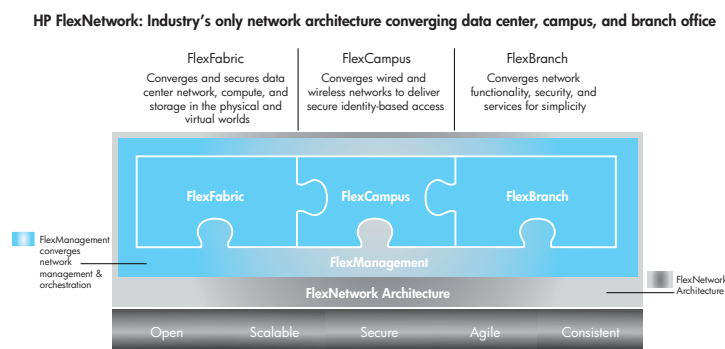 HP FlexNetwork: Industry's only network architecture converging data center, campus, and branch office
FlexFabric
Converges and secures data
center network, compute, and
storage in the physical and
virtual worlds
FlexCampus
Converges wired and
wireless networks to deliver
secure identity-based access
FlexBranch
Converges network
functionality, security, and
services for simplicity
FlexFabric
FlexCampus
FlexBranch
FlexManagement
converges
network
management &
orchestration
FlexManagement
FlexNetwork
Architecture
FlexNetwork Architecture
Open
Scalable
Secure
Agile
Consistent